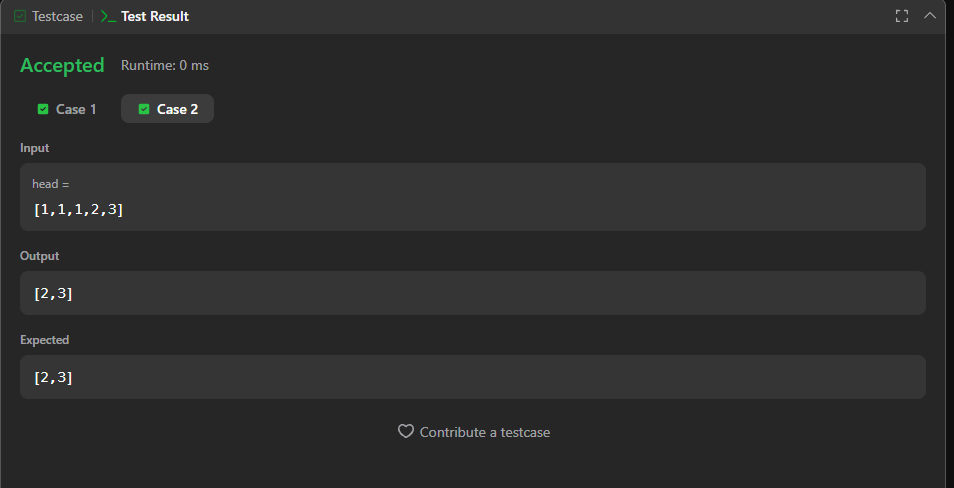 Testcase | >_ Test Result
Accepted Runtime: 0 ms
Case 1 Case 2
Input
head =
[1,1,1,2,3]
Output
[2,3]
Expected
[2,3]
Contribute a testcase